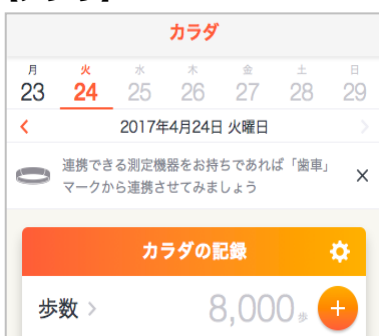 カラダ
月 火 水 木 金 土 日
23 24 25 26 27 28 29
2017年4月24日 火曜日
連携できる測定機器をお持ちであれば「歯車」
マークから連携させてみましょう
カラダの記録
歩数 8,000 歩